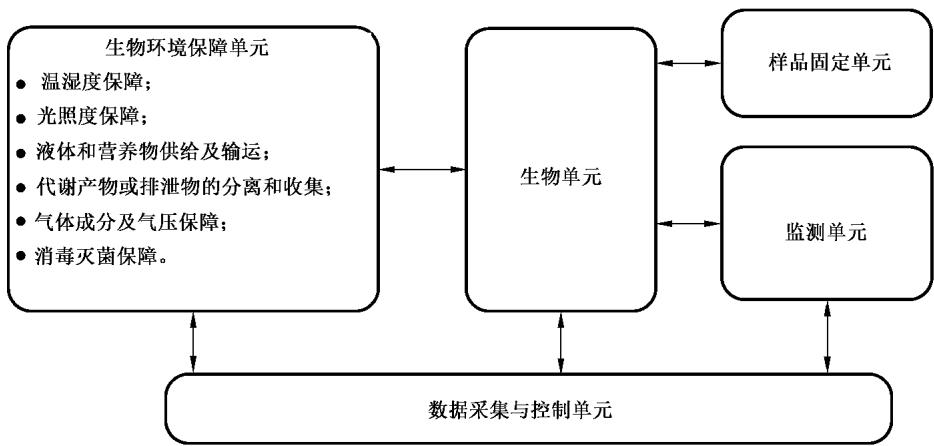 生物环境保障单元
● 温湿度保障；
● 光照度保障；
● 液体和营养物供给及输运；
● 代谢产物或排泄物的分离和收集；
● 气体成分及气压保障；
● 消毒灭菌保障。
生物单元
样品固定单元
监测单元
数据采集与控制单元